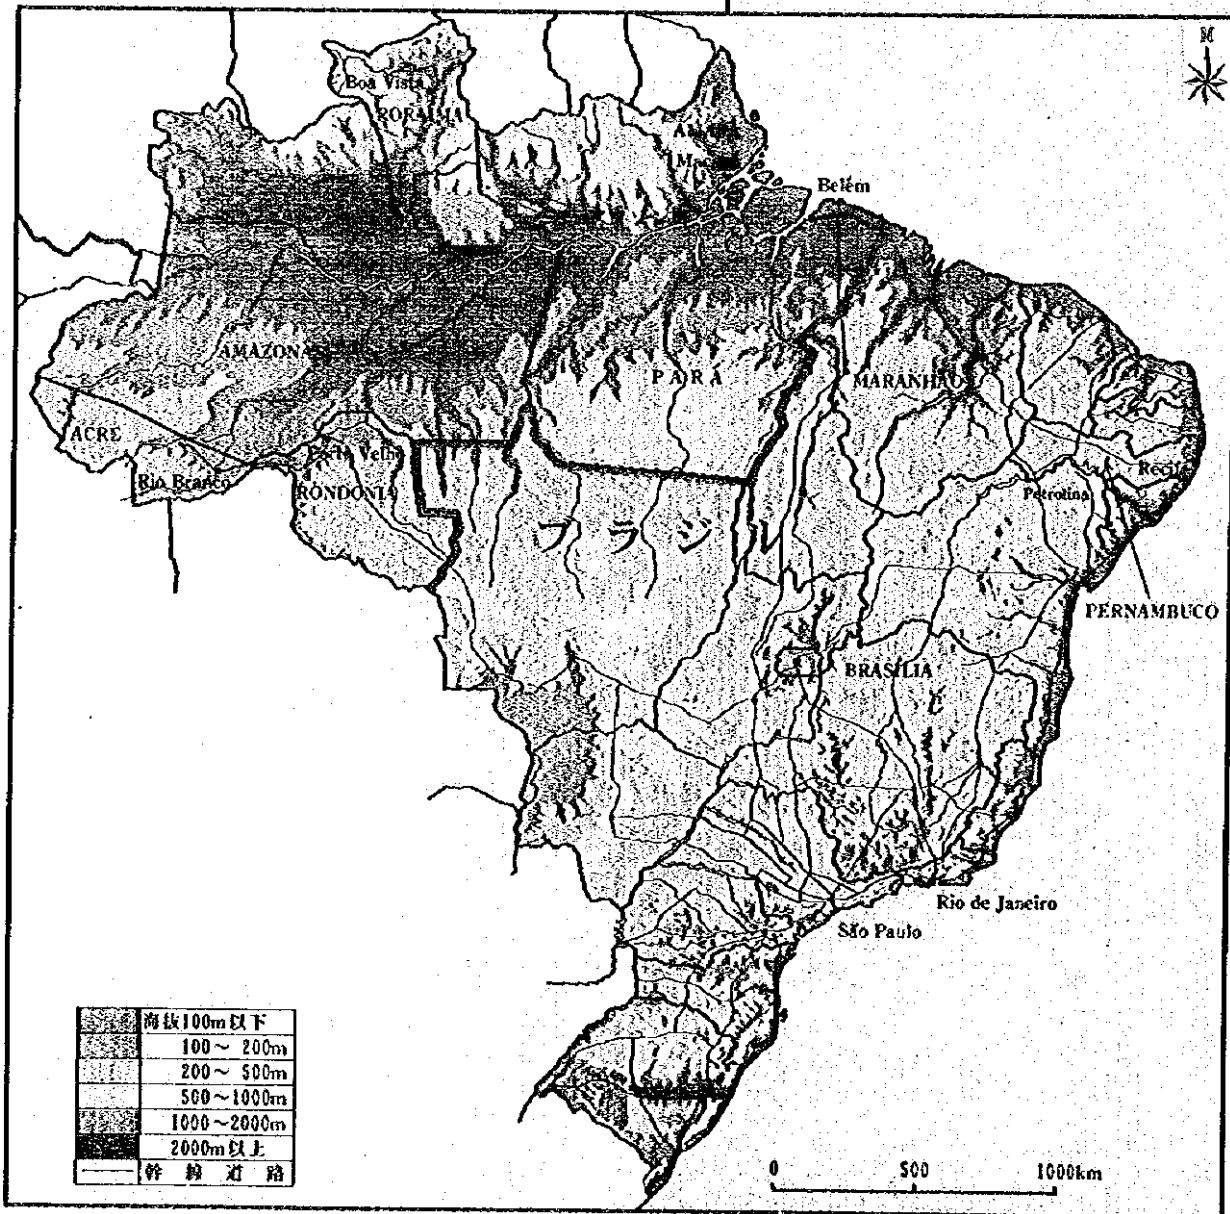 N
Boa Vista
RORAIMA
Belém
AMAZONAS
PARÁ
MARANHÃO
ACRE
Porto Velho
Rio Branco
RONDONIA
Recife
Petrolina
ブラジル
PERNAMBUCO
BRASÍLIA
Rio de Janeiro
São Paulo
海抜100m以下
100～200m
200～500m
500～1000m
1000～2000m
2000m以上
幹線道路
0 500 1000km